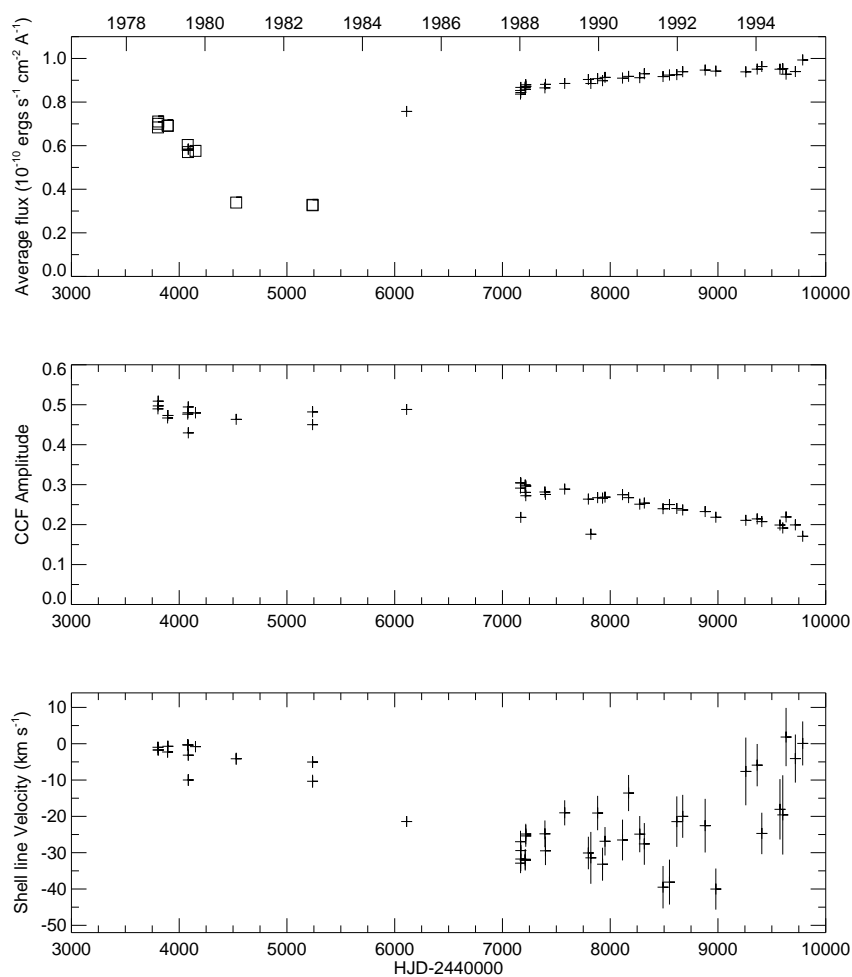 1978 1980 1982 1984 1986 1988 1990 1992 1994
Average flux (10⁻¹⁰ ergs s⁻¹ cm⁻² A⁻¹)
1.0
0.8
0.6
0.4
0.2
0.0
3000 4000 5000 6000 7000 8000 9000 10000
CCF Amplitude
0.6
0.5
0.4
0.3
0.2
0.1
0.0
3000 4000 5000 6000 7000 8000 9000 10000
Shell line Velocity (km s⁻¹)
10
0
-10
-20
-30
-40
-50
3000 4000 5000 6000 7000 8000 9000 10000
HJD-2440000